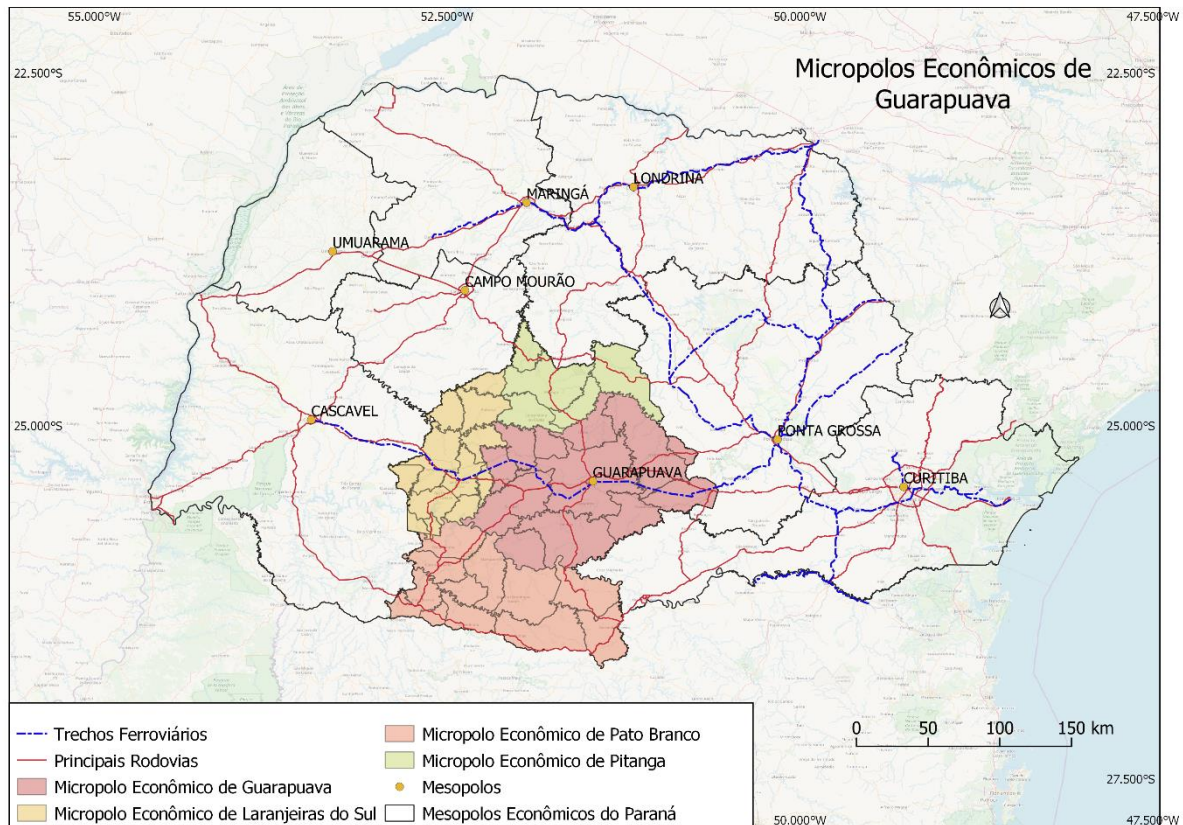 55.000°W 52.500°W 50.000°W 47.500°W
22.500°S 22.500°S
Micropolos Econômicos de
Guarapuava
LONDRINA
MARINGÁ
UMUARAMA
CAMPO MOURÃO
CASCAVEL
25.000°S 25.000°S
PONTA GROSSA
GUARAPUAVA
CURITIBA
Trechos Ferroviários
Principais Rodovias
Micropolo Econômico de Guarapuava
Micropolo Econômico de Laranjeiras do Sul
Micropolo Econômico de Pato Branco
Micropolo Econômico de Pitanga
Mesopolos
Mesopolos Econômicos do Paraná
0 50 100 150 km
27.500°S
50.000°W 47.500°W